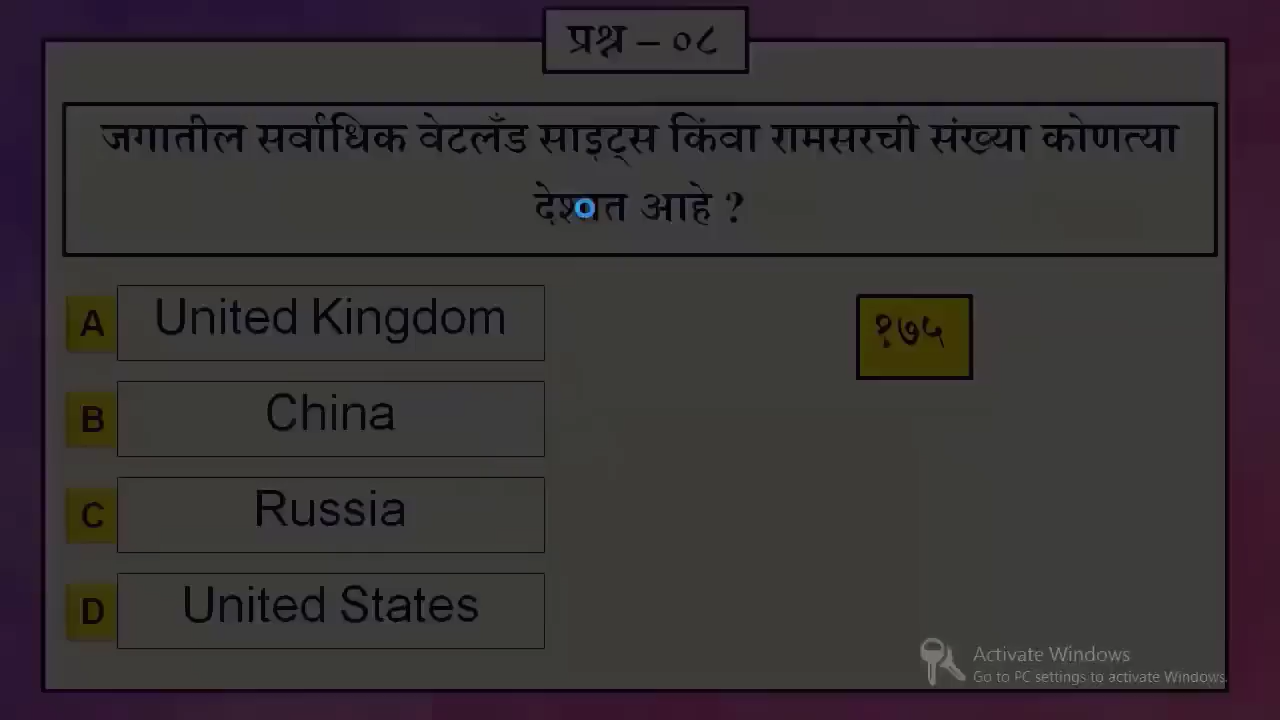 प्रश्न – ०८
जगातील सर्वाधिक वेटलँड साइट्स किंवा रामसरची संख्या कोणत्या
देशात आहे ?
A United Kingdom
१७५
B China
C Russia
D United States
Activate Windows
Go to PC settings to activate Windows.